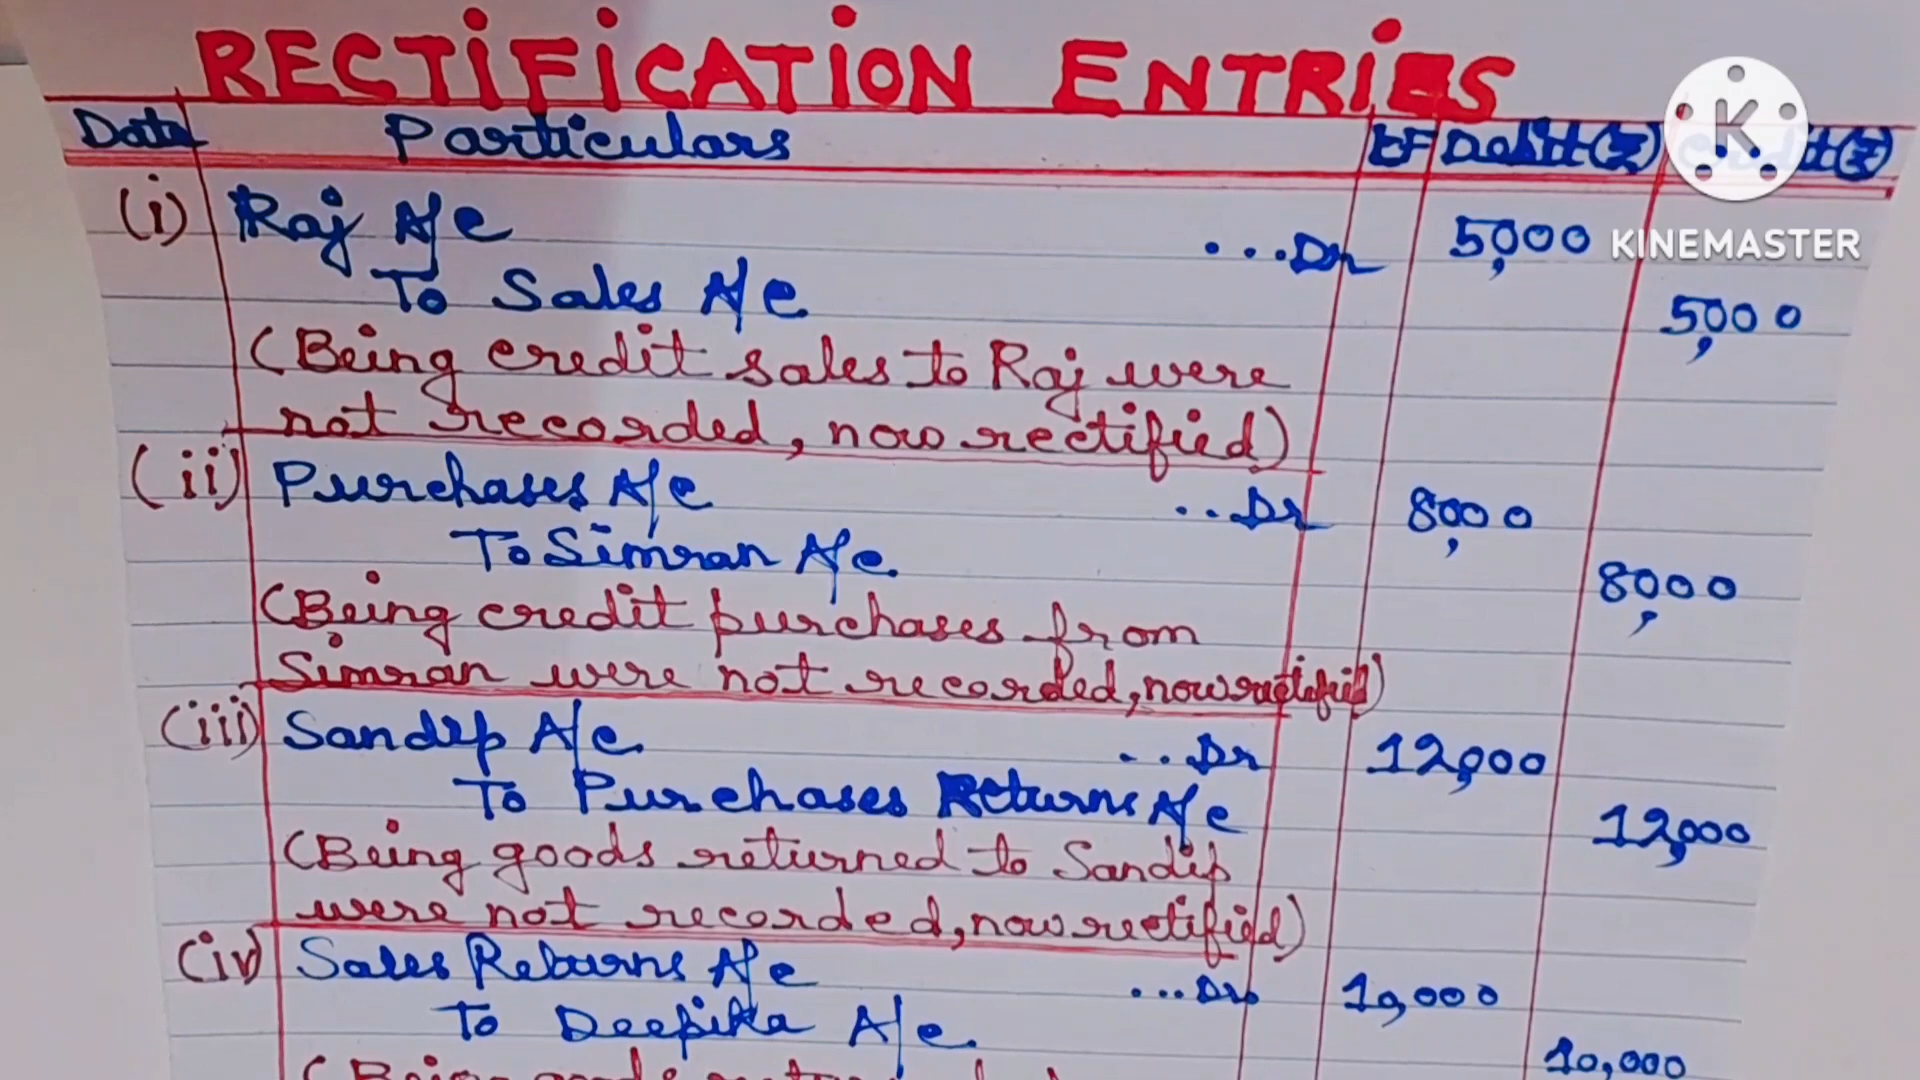 RECTiFiCATiON ENTRiES
Date Particulars LF Debit(₹) Credit(₹)
K
KINEMASTER
(i) Raj A/c ...Dr 5,000
To Sales A/c 5,000
(Being credit sales to Raj were
not recorded, now rectified)
(ii) Purchases A/c ..Dr 8,000
To Simran A/c. 8,000
(Being credit purchases from
Simran were not recorded, now rectified)
(iii) Sandip A/c ...Dr 12,000
To Purchases Returns A/c 12,000
(Being goods returned to Sandip
were not recorded, now rectified)
(iv) Sales Returns A/c ...Dr 10,000
To Deepika A/c. 10,000
(Being goods